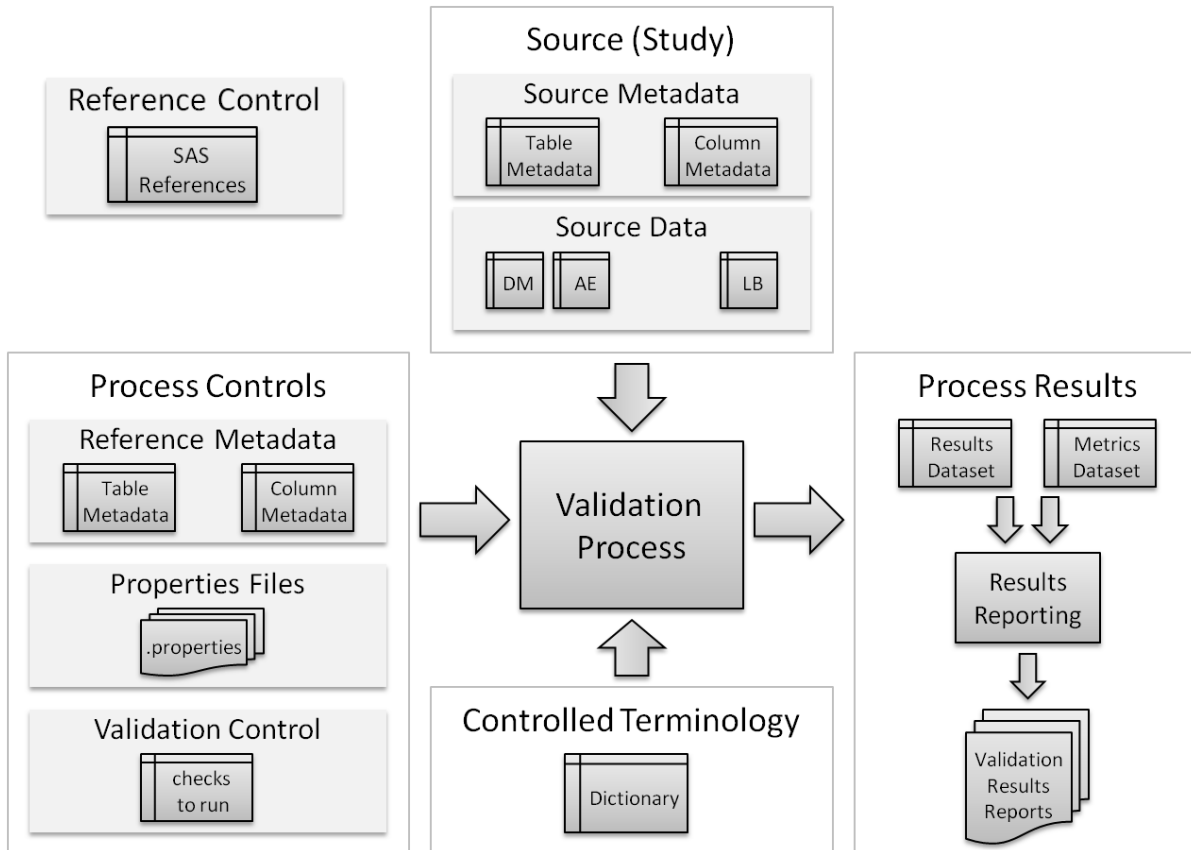 Reference Control
SAS
References
Source (Study)
Source Metadata
Table
Metadata
Column
Metadata
Source Data
DM
AE
LB
Process Controls
Reference Metadata
Table
Metadata
Column
Metadata
Properties Files
.properties
Validation Control
checks
to run
Validation
Process
Controlled Terminology
Dictionary
Process Results
Results
Dataset
Metrics
Dataset
Results
Reporting
Validation
Results
Reports